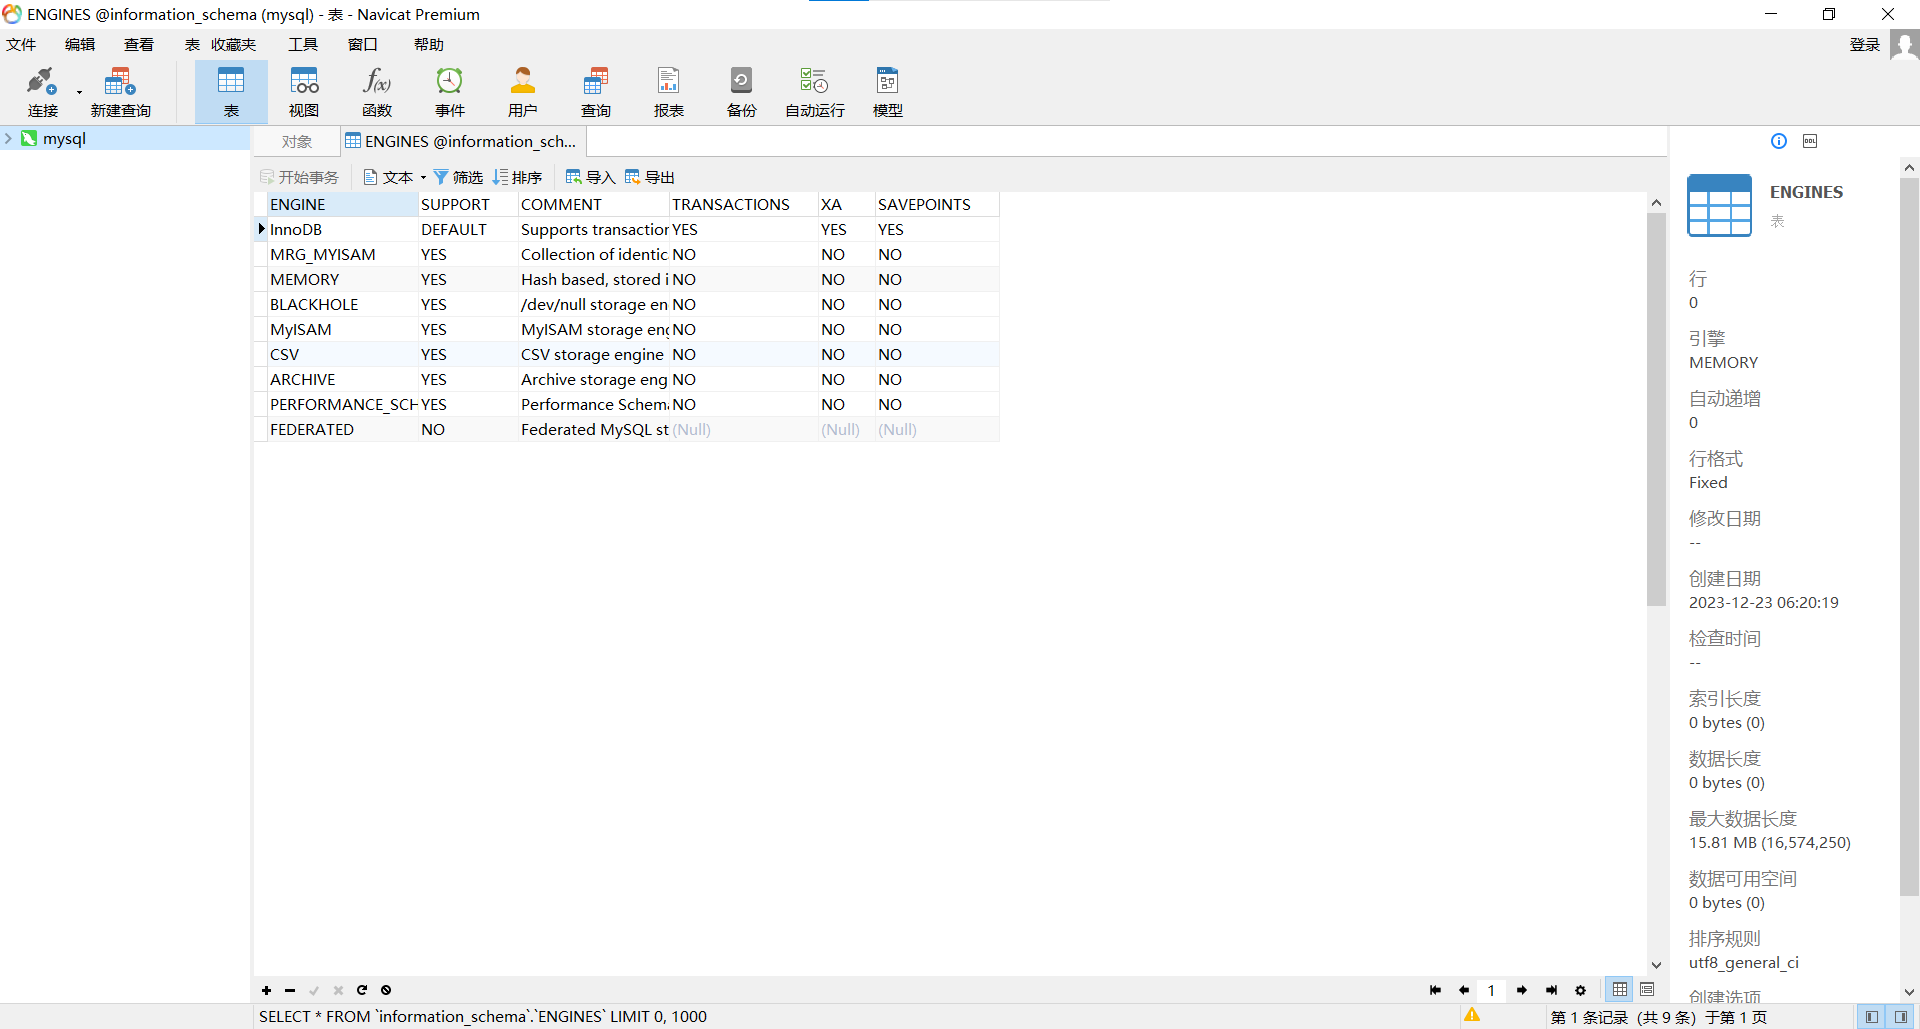 ENGINES @information_schema (mysql) - 表 - Navicat Premium
文件 编辑 查看 表 收藏夹 工具 窗口 帮助 登录
连接 新建查询 表 视图 函数 事件 用户 查询 报表 备份 自动运行 模型
mysql
对象 ENGINES @information_sch...
开始事务 文本 筛选 排序 导入 导出
ENGINE SUPPORT COMMENT TRANSACTIONS XA SAVEPOINTS
InnoDB DEFAULT Supports transaction YES YES YES
MRG_MYISAM YES Collection of identic NO NO NO
MEMORY YES Hash based, stored i NO NO NO
BLACKHOLE YES /dev/null storage en NO NO NO
MyISAM YES MyISAM storage eng NO NO NO
CSV YES CSV storage engine NO NO NO
ARCHIVE YES Archive storage eng NO NO NO
PERFORMANCE_SCH YES Performance Schema NO NO NO
FEDERATED NO Federated MySQL st (Null) (Null) (Null)
DDL
ENGINES
表
行
0
引擎
MEMORY
自动递增
0
行格式
Fixed
修改日期
--
创建日期
2023-12-23 06:20:19
检查时间
--
索引长度
0 bytes (0)
数据长度
0 bytes (0)
最大数据长度
15.81 MB (16,574,250)
数据可用空间
0 bytes (0)
排序规则
utf8_general_ci
创建选项
1
SELECT * FROM `information_schema`.`ENGINES` LIMIT 0, 1000
第 1 条记录 (共 9 条) 于第 1 页